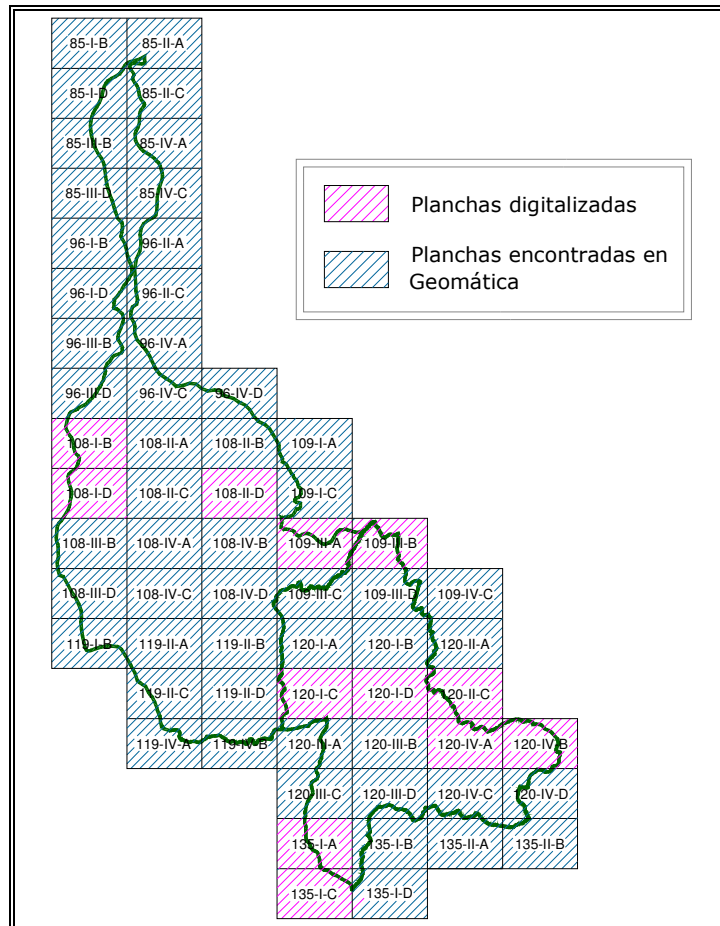 85-I-B 85-II-A
85-I-D 85-II-C
85-III-B 85-IV-A
85-III-D 85-IV-C
96-I-B 96-II-A
96-I-D 96-II-C
96-III-B 96-IV-A
96-III-D 96-IV-C 96-IV-D
108-I-B 108-II-A 108-II-B 109-I-A
108-I-D 108-II-C 108-II-D 109-I-C
108-III-B 108-IV-A 108-IV-B 109-III-A 109-III-B
108-III-D 108-IV-C 108-IV-D 109-III-C 109-III-D 109-IV-C
119-I-B 119-II-A 119-II-B 120-I-A 120-I-B 120-II-A
119-II-C 119-II-D 120-I-C 120-I-D 120-II-C
119-IV-A 119-IV-B 120-III-A 120-III-B 120-IV-A 120-IV-B
120-III-C 120-III-D 120-IV-C 120-IV-D
135-I-A 135-I-B 135-II-A 135-II-B
135-I-C 135-I-D
Planchas digitalizadas
Planchas encontradas en
Geomática